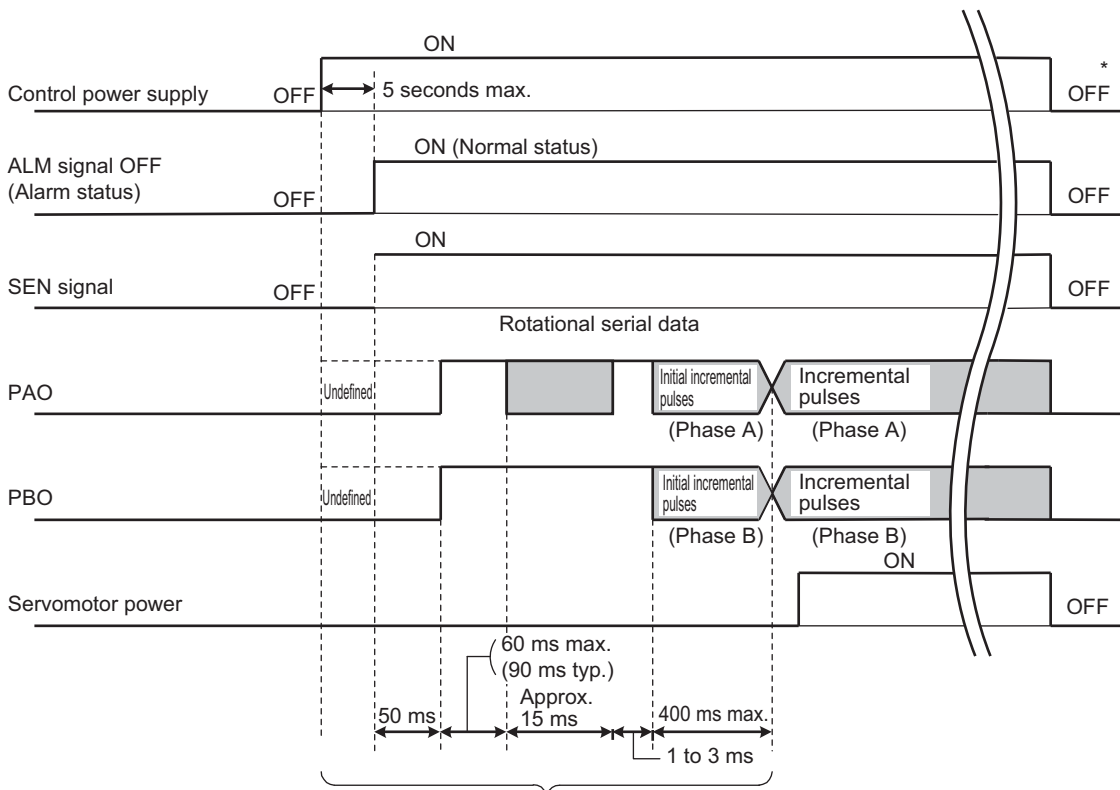 ON
*
Control power supply OFF 5 seconds max. OFF
ALM signal OFF
(Alarm status)
ON (Normal status)
OFF OFF
ON
SEN signal OFF OFF
Rotational serial data
PAO Undefined Initial incremental pulses Incremental pulses
(Phase A) (Phase A)
PBO Undefined Initial incremental pulses Incremental pulses
(Phase B) (Phase B)
ON
Servomotor power OFF
60 ms max.
(90 ms typ.)
Approx.
50 ms 15 ms 400 ms max.
1 to 3 ms